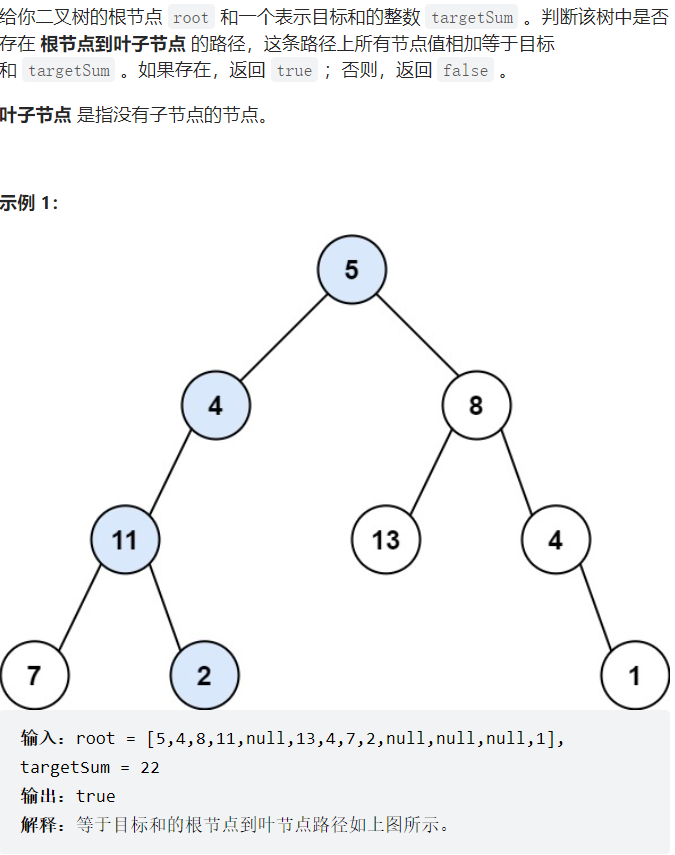 给你二叉树的根节点 root 和一个表示目标和的整数 targetSum 。判断该树中是否
存在 根节点到叶子节点 的路径，这条路径上所有节点值相加等于目标
和 targetSum 。如果存在，返回 true ；否则，返回 false 。
叶子节点 是指没有子节点的节点。
示例 1：
5
4 8
11 13 4
7 2 1
输入：root = [5,4,8,11,null,13,4,7,2,null,null,null,1],
targetSum = 22
输出：true
解释：等于目标和的根节点到叶节点路径如上图所示。